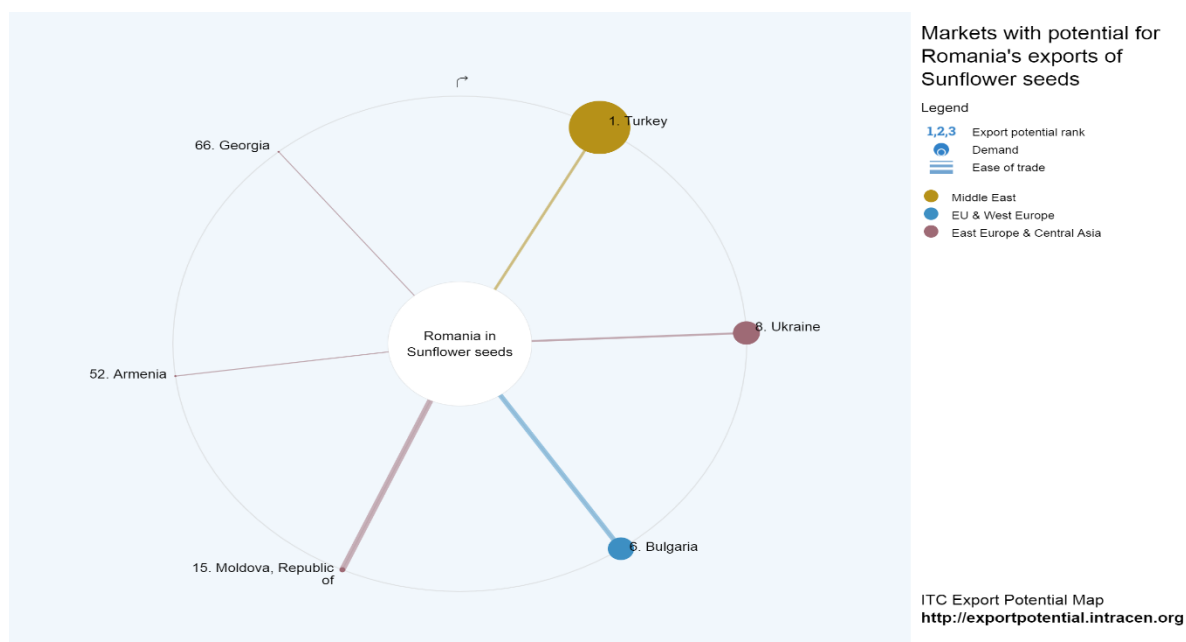 Markets with potential for
Romania's exports of
Sunflower seeds
Legend
1,2,3 Export potential rank
Demand
Ease of trade
Middle East
EU & West Europe
East Europe & Central Asia
1. Turkey
66. Georgia
8. Ukraine
Romania in
Sunflower seeds
52. Armenia
6. Bulgaria
15. Moldova, Republic
of
ITC Export Potential Map
http://exportpotential.intracen.org